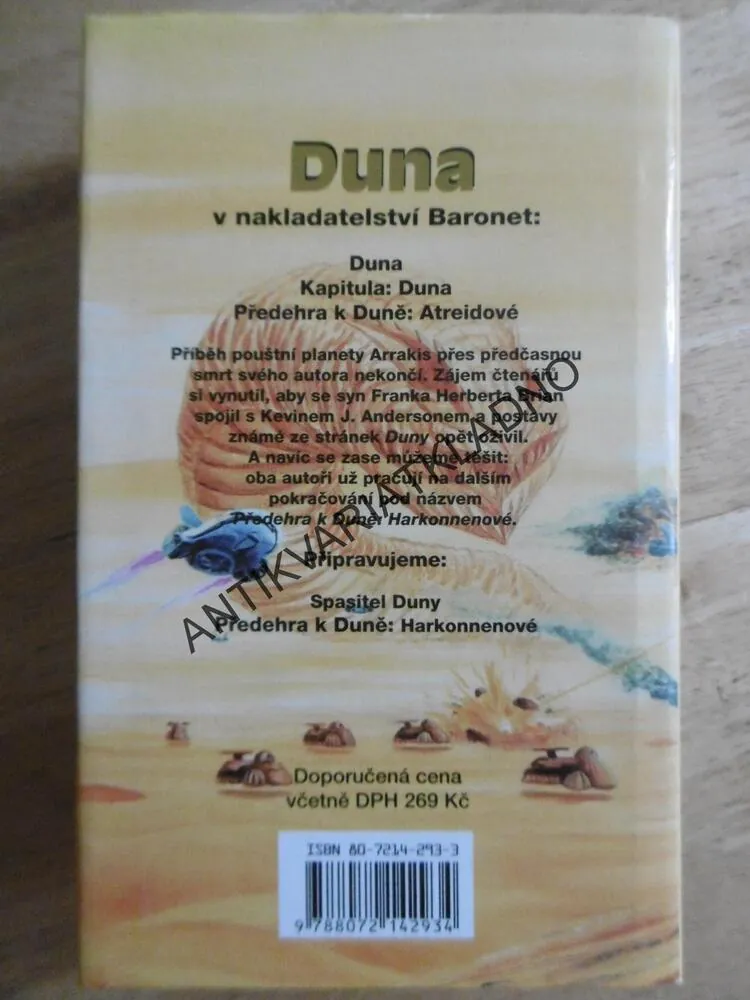 Duna
v nakladatelství Baronet:
Duna
Kapitula: Duna
Předehra k Duně: Atreidové
Příběh pouštní planety Arrakis přes předčasnou
smrt svého autora nekončí. Zájem čtenářů
si vynutil, aby se syn Franka Herberta Brian
spojil s Kevinem J. Andersonem a postavy
známé ze stránek Duny opět oživil.
A navíc se zase můžeme těšit:
oba autoři už pracují na dalším
pokračování pod názvem
Předehra k Duně: Harkonnenové.
Připravujeme:
Spasitel Duny
Předehra k Duně: Harkonnenové
Doporučená cena
včetně DPH 269 Kč
ISBN 80-7214-293-3
9 788072 142934
ANTIKVARIATKLADNO